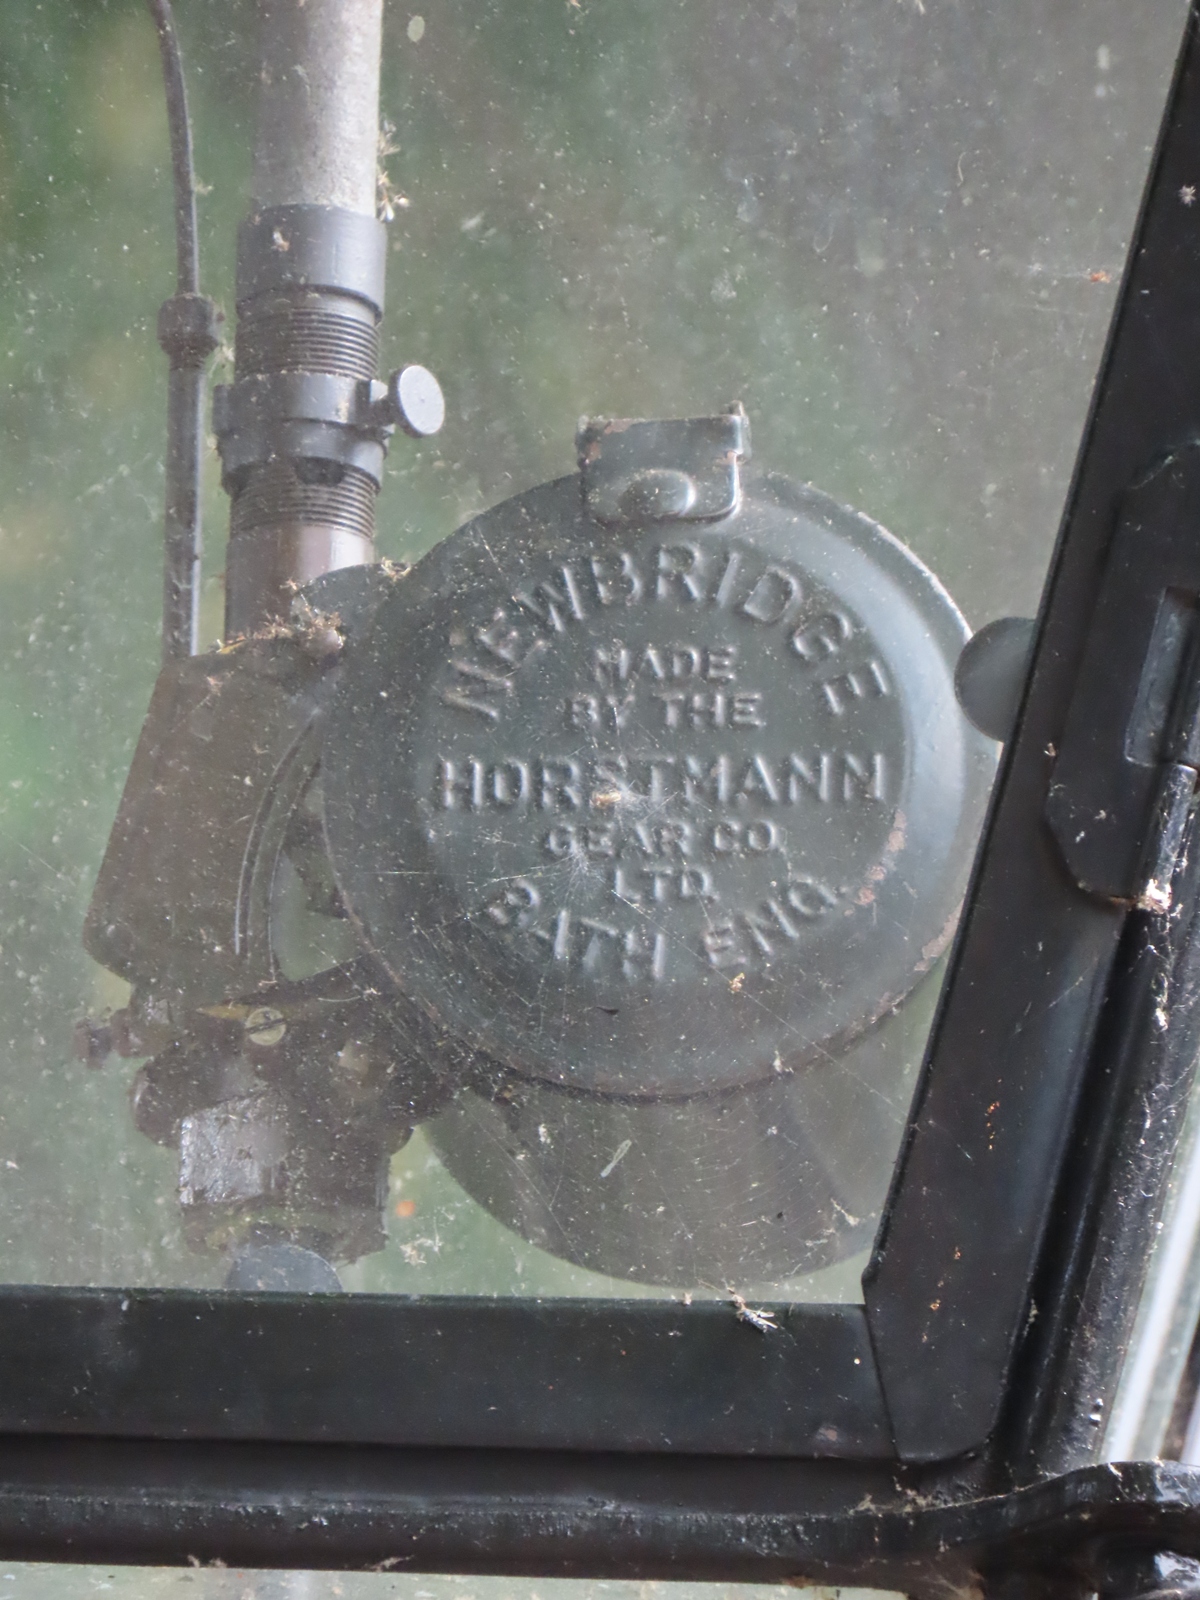 NEWBRIDGE
MADE
BY THE
HORSTMANN
GEAR CO
LTD.
BATH ENG.